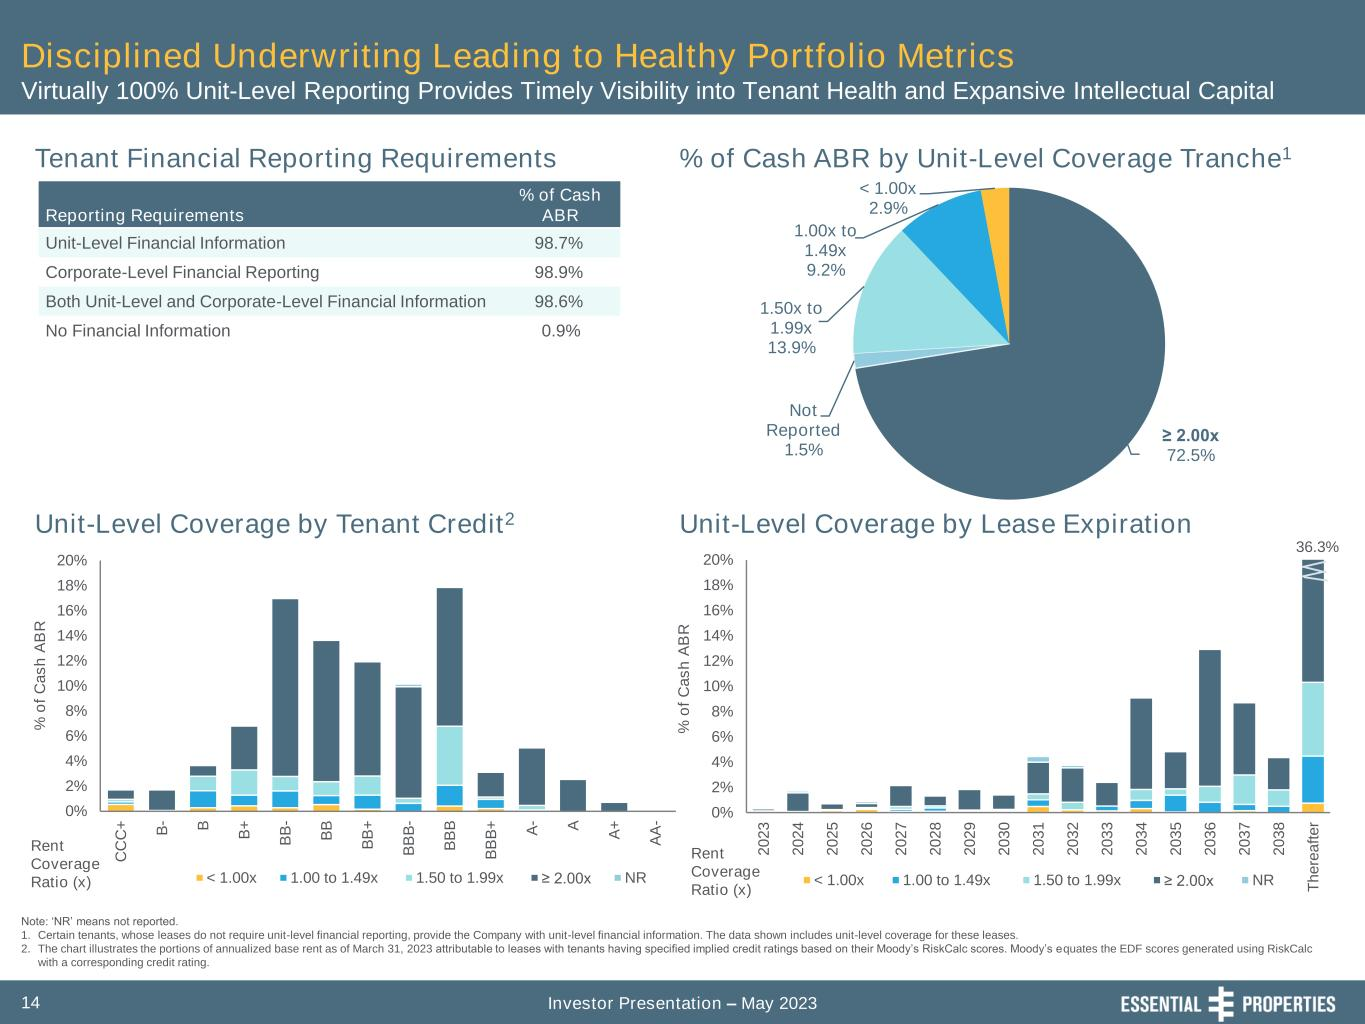 Disciplined Underwriting Leading to Healthy Portfolio Metrics
Virtually 100% Unit-Level Reporting Provides Timely Visibility into Tenant Health and Expansive Intellectual Capital
Tenant Financial Reporting Requirements
Reporting Requirements % of Cash ABR
Unit-Level Financial Information 98.7%
Corporate-Level Financial Reporting 98.9%
Both Unit-Level and Corporate-Level Financial Information 98.6%
No Financial Information 0.9%
% of Cash ABR by Unit-Level Coverage Tranche¹
< 1.00x
2.9%
1.00x to
1.49x
9.2%
1.50x to
1.99x
13.9%
Not
Reported
1.5%
≥ 2.00x
72.5%
Unit-Level Coverage by Tenant Credit²
% of Cash ABR
20%
18%
16%
14%
12%
10%
8%
6%
4%
2%
0%
CCC+ B- B B+ BB- BB BB+ BBB- BBB BBB+ A- A A+ AA-
Rent
Coverage
Ratio (x)
< 1.00x 1.00 to 1.49x 1.50 to 1.99x ≥ 2.00x NR
Unit-Level Coverage by Lease Expiration
36.3%
% of Cash ABR
20%
18%
16%
14%
12%
10%
8%
6%
4%
2%
0%
2023 2024 2025 2026 2027 2028 2029 2030 2031 2032 2033 2034 2035 2036 2037 2038 Thereafter
Rent
Coverage
Ratio (x)
< 1.00x 1.00 to 1.49x 1.50 to 1.99x ≥ 2.00x NR
Note: ‘NR’ means not reported.
1. Certain tenants, whose leases do not require unit-level financial reporting, provide the Company with unit-level financial information. The data shown includes unit-level coverage for these leases.
2. The chart illustrates the portions of annualized base rent as of March 31, 2023 attributable to leases with tenants having specified implied credit ratings based on their Moody’s RiskCalc scores. Moody’s equates the EDF scores generated using RiskCalc
with a corresponding credit rating.
14
Investor Presentation – May 2023
ESSENTIAL PROPERTIES